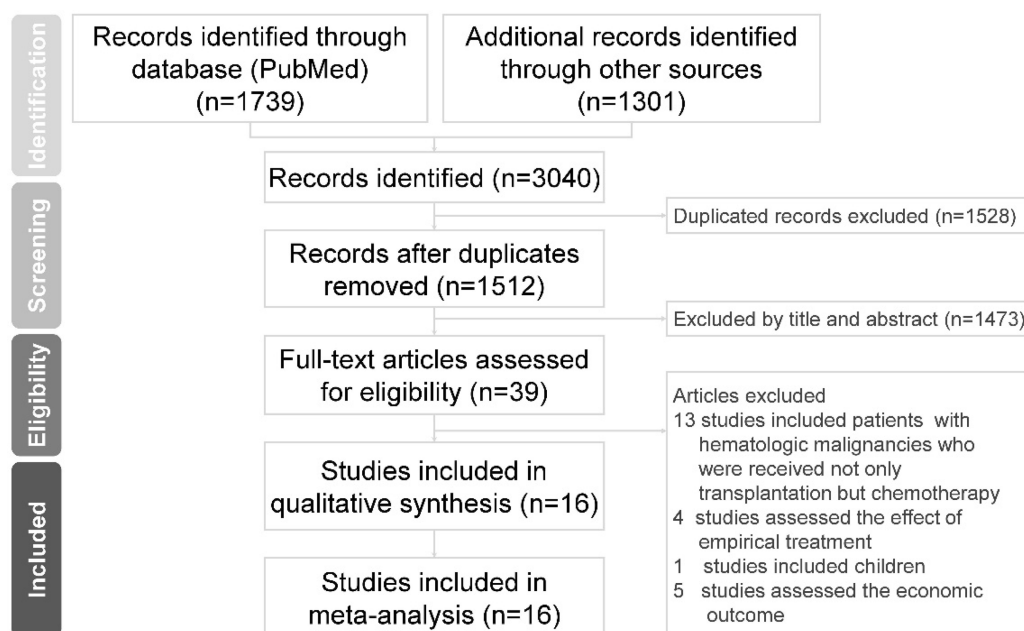 Identification
Records identified through
database (PubMed)
(n=1739)
Additional records identified
through other sources
(n=1301)
Records identified (n=3040)
Screening
Duplicated records excluded (n=1528)
Records after duplicates
removed (n=1512)
Excluded by title and abstract (n=1473)
Eligibility
Full-text articles assessed
for eligibility (n=39)
Articles excluded
13 studies included patients with
hematologic malignancies who
were received not only
transplantation but chemotherapy
4 studies assessed the effect of
empirical treatment
1 studies included children
5 studies assessed the economic
outcome
Included
Studies included in
qualitative synthesis (n=16)
Studies included in
meta-analysis (n=16)